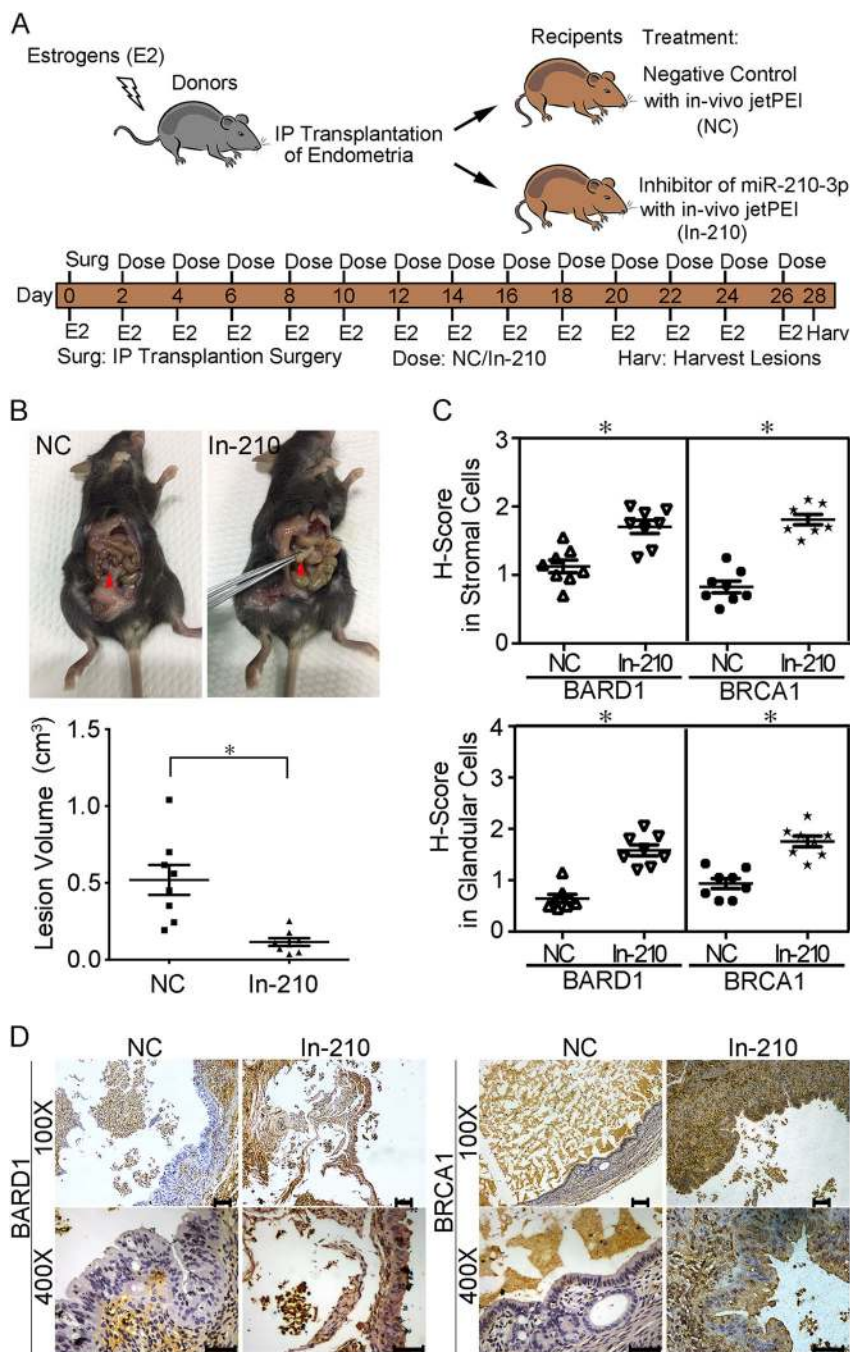 A
Estrogens (E2)
Donors
IP Transplantation
of Endometria
Recipents
Treatment:
Negative Control
with in-vivo jetPEI
(NC)
Inhibitor of miR-210-3p
with in-vivo jetPEI
(In-210)
Surg Dose Dose Dose Dose Dose Dose Dose Dose Dose Dose Dose Dose Dose
Day 0 2 4 6 8 10 12 14 16 18 20 22 24 26 28
E2 E2 E2 E2 E2 E2 E2 E2 E2 E2 E2 E2 E2 E2 Harv
Surg: IP Transplantion Surgery Dose: NC/In-210 Harv: Harvest Lesions
B
NC In-210
Lesion Volume (cm³)
1.5
1.0
0.5
0.0
*
NC In-210
C
H-Score
in Stromal Cells
3
2
1
0
* *
NC In-210 NC In-210
BARD1 BRCA1
H-Score
in Glandular Cells
4
3
2
1
0
* *
NC In-210 NC In-210
BARD1 BRCA1
D
NC In-210 NC In-210
BARD1
100X
400X
BRCA1
100X
400X